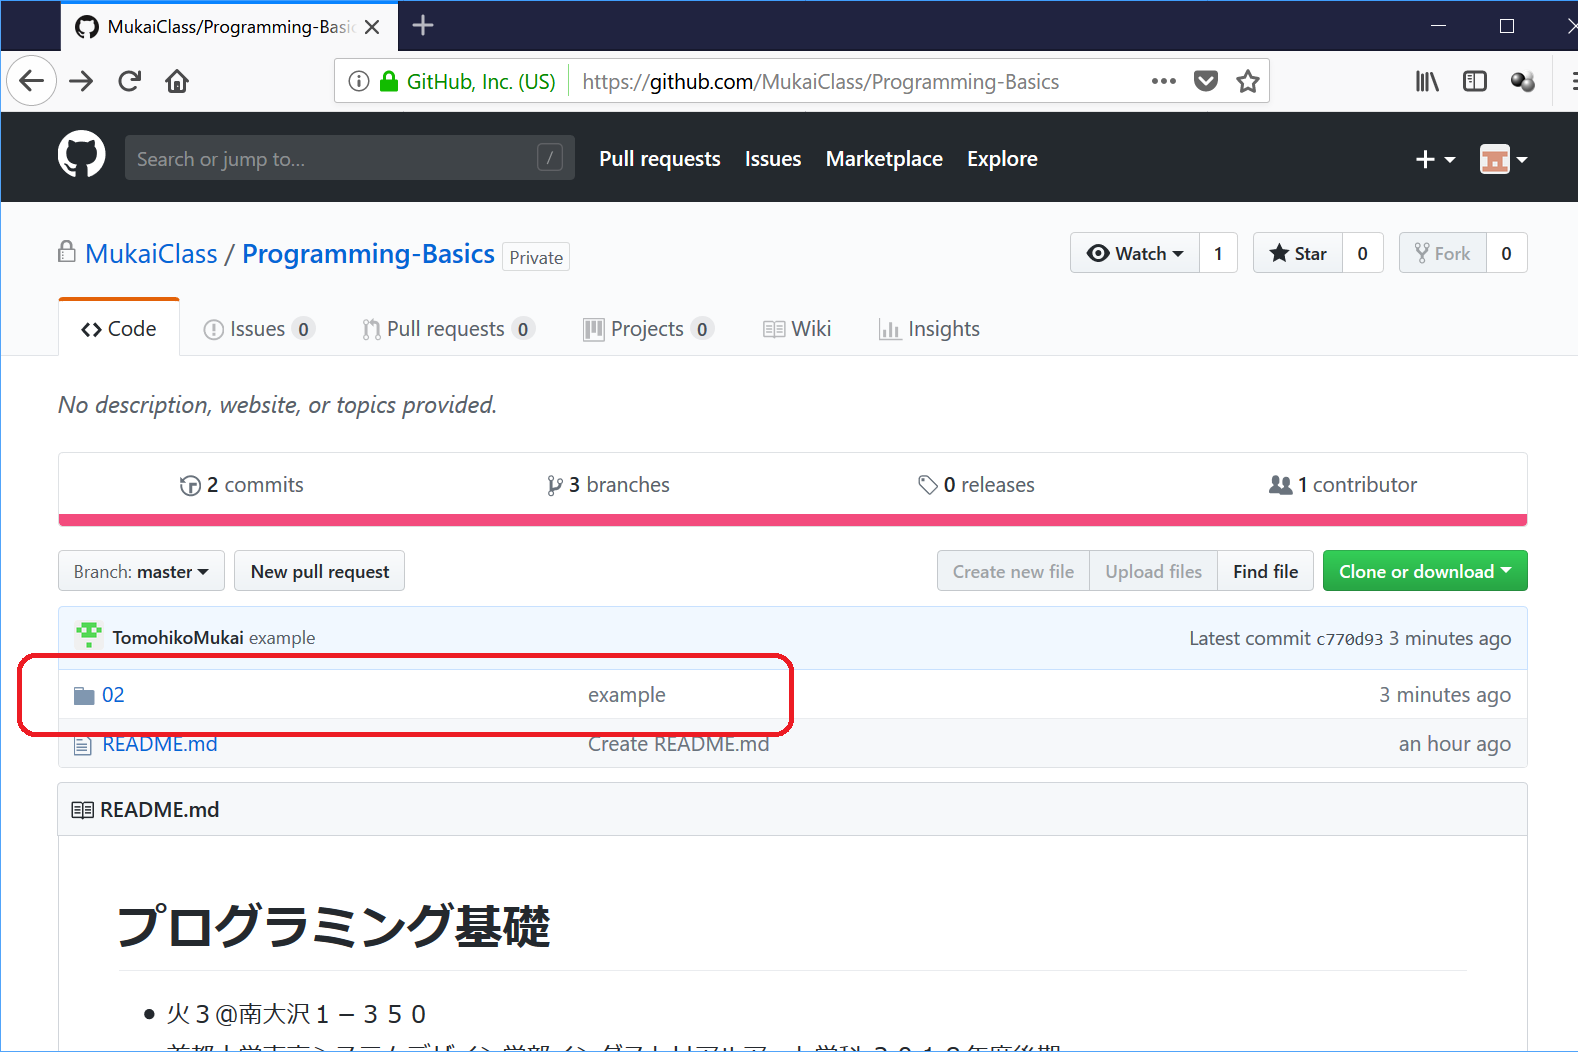 MukaiClass/Programming-Basic
GitHub, Inc. (US) https://github.com/MukaiClass/Programming-Basics
Search or jump to... / Pull requests Issues Marketplace Explore
MukaiClass / Programming-Basics Private Watch 1 Star 0 Fork 0
Code Issues 0 Pull requests 0 Projects 0 Wiki Insights
No description, website, or topics provided.
2 commits 3 branches 0 releases 1 contributor
Branch: master New pull request Create new file Upload files Find file Clone or download
TomohikoMukai example Latest commit c770d93 3 minutes ago
02 example 3 minutes ago
README.md Create README.md an hour ago
README.md
プログラミング基礎
• 火３@南大沢１－３５０